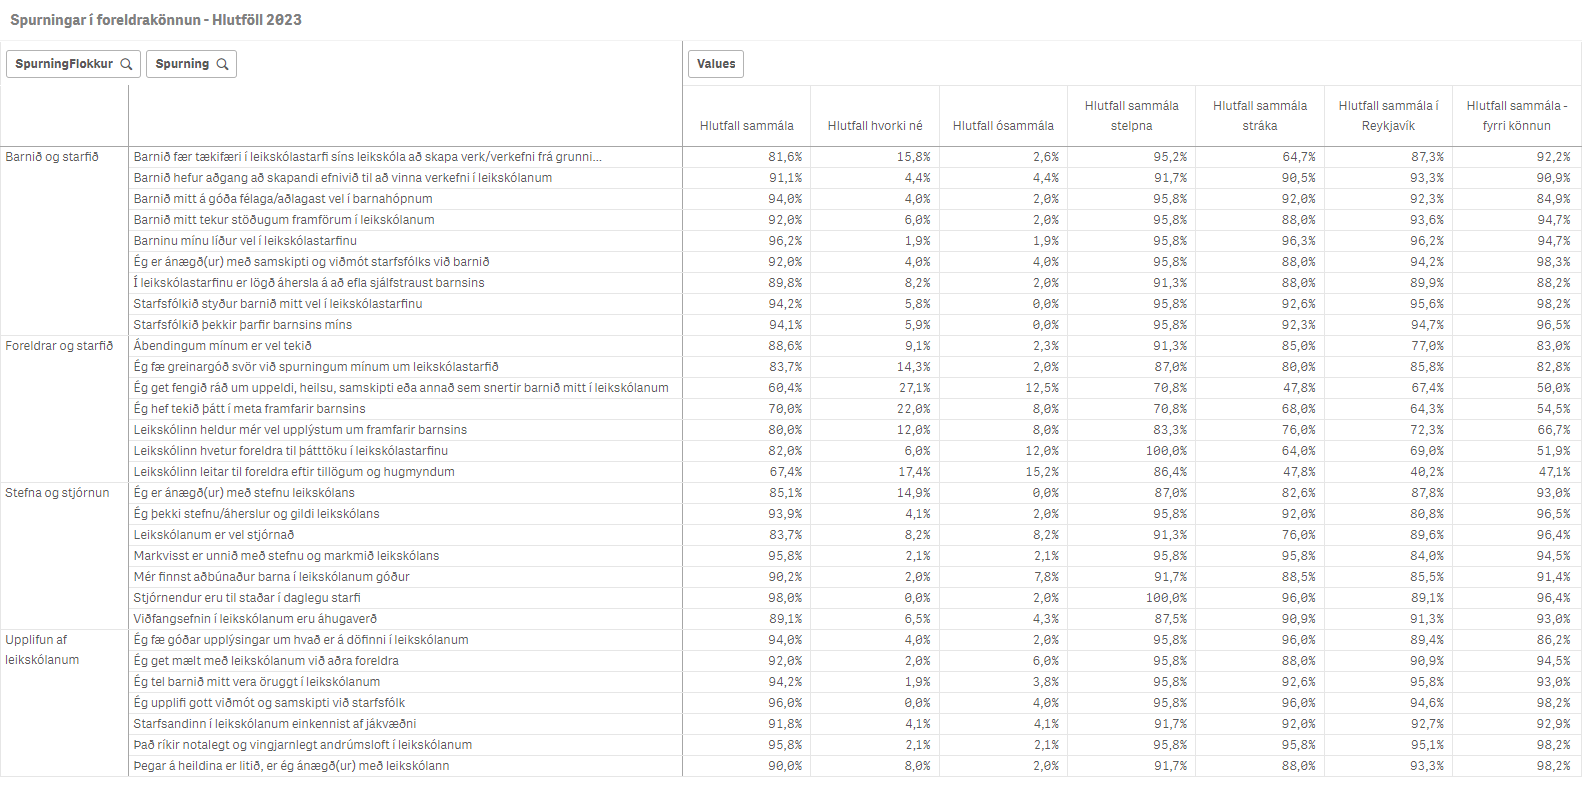 Spurningar í foreldrakönnun - Hlutföll 2023
SpurningFlokkur Spurning Values
Hlutfall sammála Hlutfall hvorki né Hlutfall ósammála Hlutfall sammála stelpna Hlutfall sammála stráka Hlutfall sammála í Reykjavík Hlutfall sammála - fyrri könnun
Barnið og starfið Barnið fær tækifæri í leikskólastarfi síns leikskóla að skapa verk/verkefni frá grunni... 81,6% 15,8% 2,6% 95,2% 64,7% 87,3% 92,2%
Barnið hefur aðgang að skapandi efnivið til að vinna verkefni í leikskólanum 91,1% 4,4% 4,4% 91,7% 90,5% 93,3% 90,9%
Barnið mitt á góða félaga/aðlagast vel í barnahópnum 94,0% 4,0% 2,0% 95,8% 92,0% 92,3% 84,9%
Barnið mitt tekur stöðugum framförum í leikskólanum 92,0% 6,0% 2,0% 95,8% 88,0% 93,6% 94,7%
Barninu mínu líður vel í leikskólastarfinu 96,2% 1,9% 1,9% 95,8% 96,3% 96,2% 94,7%
Ég er ánægð(ur) með samskipti og viðmót starfsfólks við barnið 92,0% 4,0% 4,0% 95,8% 88,0% 94,2% 98,3%
Í leikskólastarfinu er lögð áhersla á að efla sjálfstraust barnsins 89,8% 8,2% 2,0% 91,3% 88,0% 89,9% 88,2%
Starfsfólkið styður barnið mitt vel í leikskólastarfinu 94,2% 5,8% 0,0% 95,8% 92,6% 95,6% 98,2%
Starfsfólkið þekkir þarfir barnsins míns 94,1% 5,9% 0,0% 95,8% 92,3% 94,7% 96,5%
Foreldrar og starfið Ábendingum mínum er vel tekið 88,6% 9,1% 2,3% 91,3% 85,0% 77,0% 83,0%
Ég fæ greinargóð svör við spurningum mínum um leikskólastarfið 83,7% 14,3% 2,0% 87,0% 80,0% 85,8% 82,8%
Ég get fengið ráð um uppeldi, heilsu, samskipti eða annað sem snertir barnið mitt í leikskólanum 60,4% 27,1% 12,5% 70,8% 47,8% 67,4% 50,0%
Ég hef tekið þátt í meta framfarir barnsins 70,0% 22,0% 8,0% 70,8% 68,0% 64,3% 54,5%
Leikskólinn heldur mér vel upplýstum um framfarir barnsins 80,0% 12,0% 8,0% 83,3% 76,0% 72,3% 66,7%
Leikskólinn hvetur foreldra til þátttöku í leikskólastarfinu 82,0% 6,0% 12,0% 100,0% 64,0% 69,0% 51,9%
Leikskólinn leitar til foreldra eftir tillögum og hugmyndum 67,4% 17,4% 15,2% 86,4% 47,8% 40,2% 47,1%
Stefna og stjórnun Ég er ánægð(ur) með stefnu leikskólans 85,1% 14,9% 0,0% 87,0% 82,6% 87,8% 93,0%
Ég þekki stefnu/áherslur og gildi leikskólans 93,9% 4,1% 2,0% 95,8% 92,0% 80,8% 96,5%
Leikskólanum er vel stjórnað 83,7% 8,2% 8,2% 91,3% 76,0% 89,6% 96,4%
Markvisst er unnið með stefnu og markmið leikskólans 95,8% 2,1% 2,1% 95,8% 95,8% 84,0% 94,5%
Mér finnst aðbúnaður barna í leikskólanum góður 90,2% 2,0% 7,8% 91,7% 88,5% 85,5% 91,4%
Stjórnendur eru til staðar í daglegu starfi 98,0% 0,0% 2,0% 100,0% 96,0% 89,1% 96,4%
Viðfangsefnin í leikskólanum eru áhugaverð 89,1% 6,5% 4,3% 87,5% 90,9% 91,3% 93,0%
Upplifun af leikskólanum Ég fæ góðar upplýsingar um hvað er á döfinni í leikskólanum 94,0% 4,0% 2,0% 95,8% 96,0% 89,4% 86,2%
Ég get mælt með leikskólanum við aðra foreldra 92,0% 2,0% 6,0% 95,8% 88,0% 90,9% 94,5%
Ég tel barnið mitt vera öruggt í leikskólanum 94,2% 1,9% 3,8% 95,8% 92,6% 95,8% 93,0%
Ég upplifi gott viðmót og samskipti við starfsfólk 96,0% 0,0% 4,0% 95,8% 96,0% 94,6% 98,2%
Starfsandinn í leikskólanum einkennist af jákvæðni 91,8% 4,1% 4,1% 91,7% 92,0% 92,7% 92,9%
Það ríkir notalegt og vingjarnlegt andrúmsloft í leikskólanum 95,8% 2,1% 2,1% 95,8% 95,8% 95,1% 98,2%
Þegar á heildina er litið, er ég ánægð(ur) með leikskólann 90,0% 8,0% 2,0% 91,7% 88,0% 93,3% 98,2%